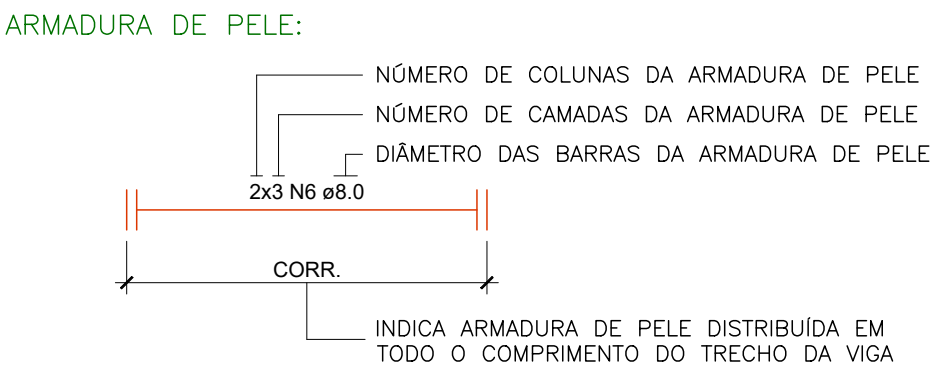 ARMADURA DE PELE:
NÚMERO DE COLUNAS DA ARMADURA DE PELE
NÚMERO DE CAMADAS DA ARMADURA DE PELE
DIÂMETRO DAS BARRAS DA ARMADURA DE PELE
2x3 N6 ø8.0
CORR.
INDICA ARMADURA DE PELE DISTRIBUÍDA EM
TODO O COMPRIMENTO DO TRECHO DA VIGA